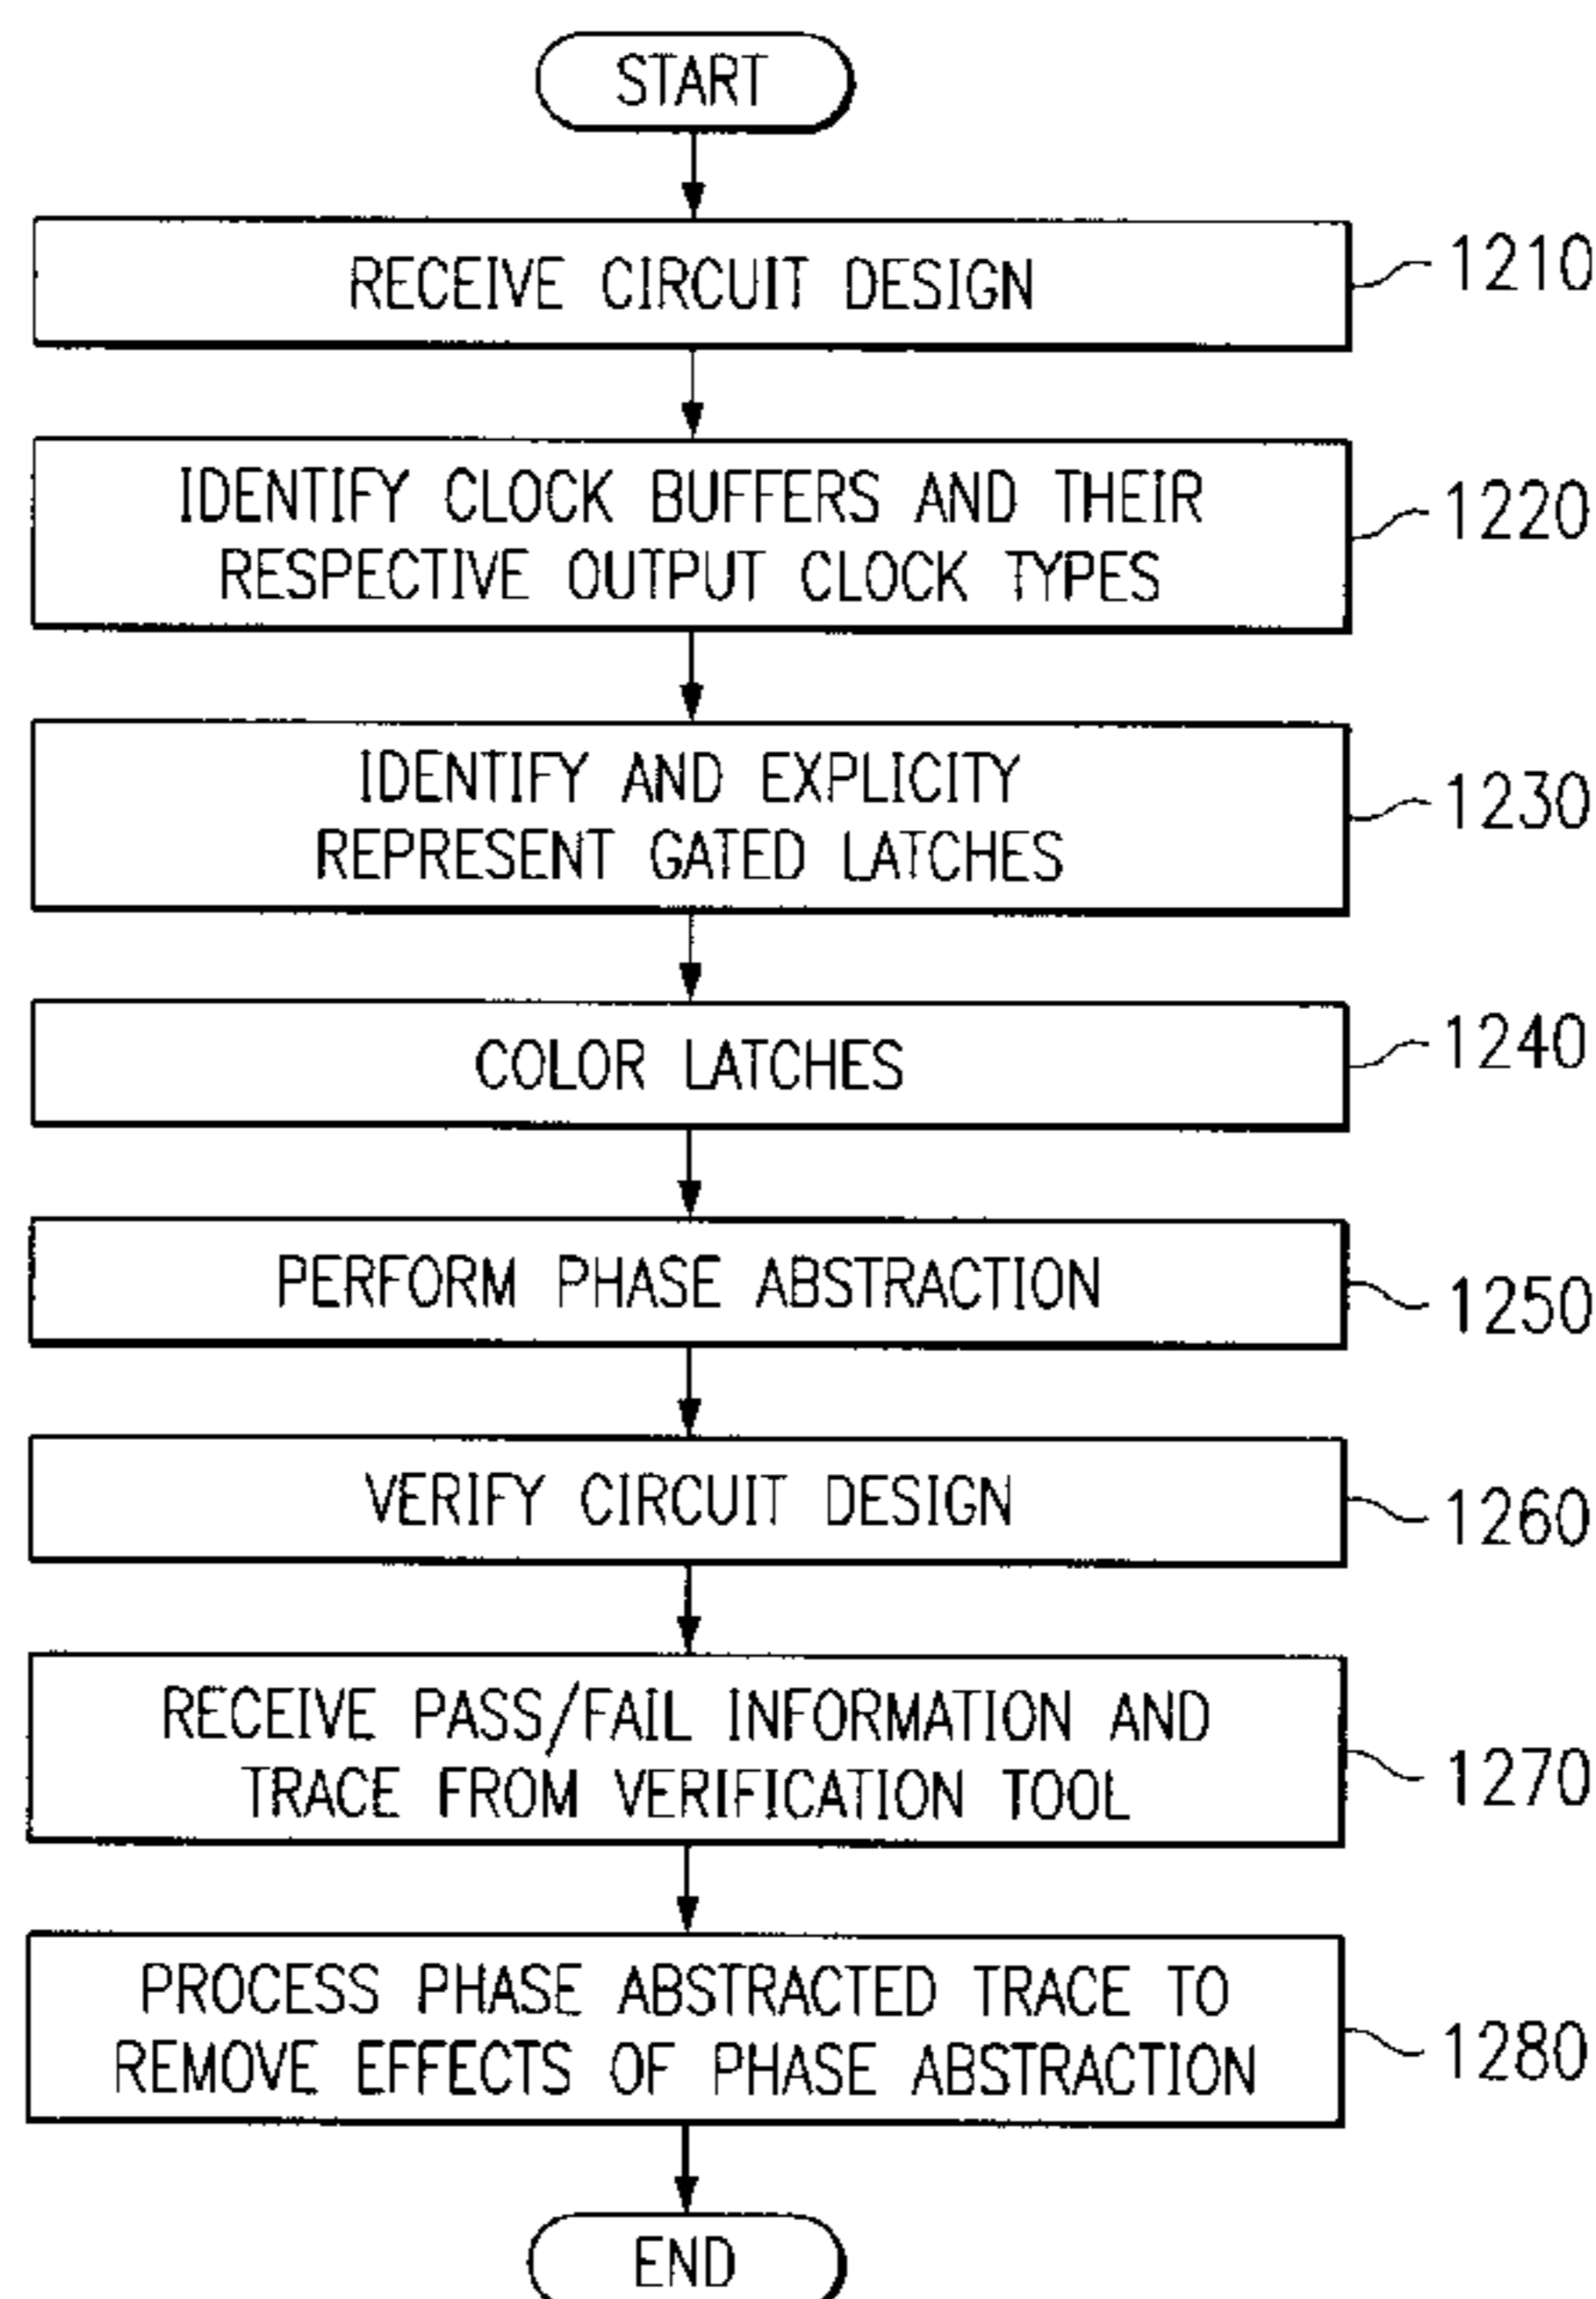 START
RECEIVE CIRCUIT DESIGN
1210
IDENTIFY CLOCK BUFFERS AND THEIR
RESPECTIVE OUTPUT CLOCK TYPES
1220
IDENTIFY AND EXPLICITY
REPRESENT GATED LATCHES
1230
COLOR LATCHES
1240
PERFORM PHASE ABSTRACTION
1250
VERIFY CIRCUIT DESIGN
1260
RECEIVE PASS/FAIL INFORMATION AND
TRACE FROM VERIFICATION TOOL
1270
PROCESS PHASE ABSTRACTED TRACE TO
REMOVE EFFECTS OF PHASE ABSTRACTION
1280
END